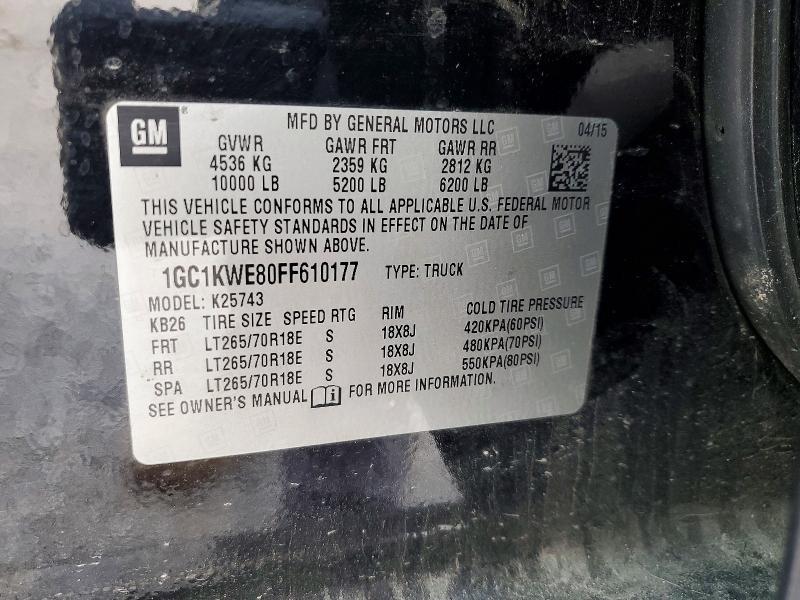 GM
MFD BY GENERAL MOTORS LLC 04/15
GVWR GAWR FRT GAWR RR
4536 KG 2359 KG 2812 KG
10000 LB 5200 LB 6200 LB
THIS VEHICLE CONFORMS TO ALL APPLICABLE U.S. FEDERAL MOTOR
VEHICLE SAFETY STANDARDS IN EFFECT ON THE DATE OF
MANUFACTURE SHOWN ABOVE.
1GC1KWE80FF610177 TYPE: TRUCK
MODEL: K25743
KB26 TIRE SIZE SPEED RTG RIM COLD TIRE PRESSURE
FRT LT265/70R18E S 18X8J 420KPA(60PSI)
RR LT265/70R18E S 18X8J 480KPA(70PSI)
SPA LT265/70R18E S 18X8J 550KPA(80PSI)
SEE OWNER'S MANUAL FOR MORE INFORMATION.